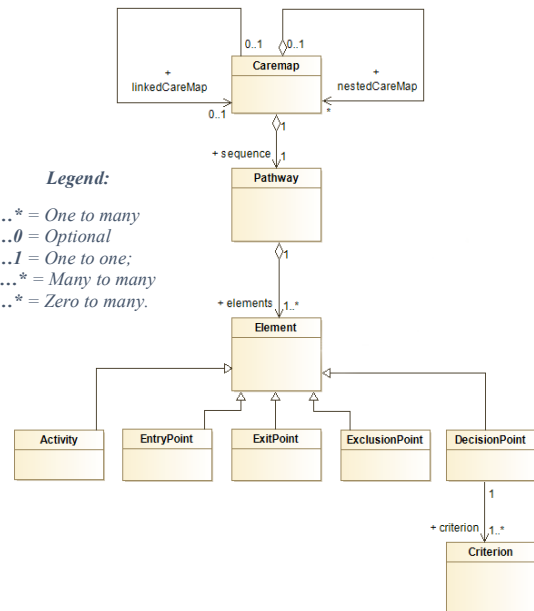 0..1
0..1
Caremap
+
linkedCareMap
+
nestedCareMap
0..1
*
1
+ sequence
1
Pathway
Legend:
..* = One to many
..0 = Optional
..1 = One to one;
...* = Many to many
..* = Zero to many.
1
+ elements
1..*
Element
Activity
EntryPoint
ExitPoint
ExclusionPoint
DecisionPoint
1
+ criterion
1..*
Criterion